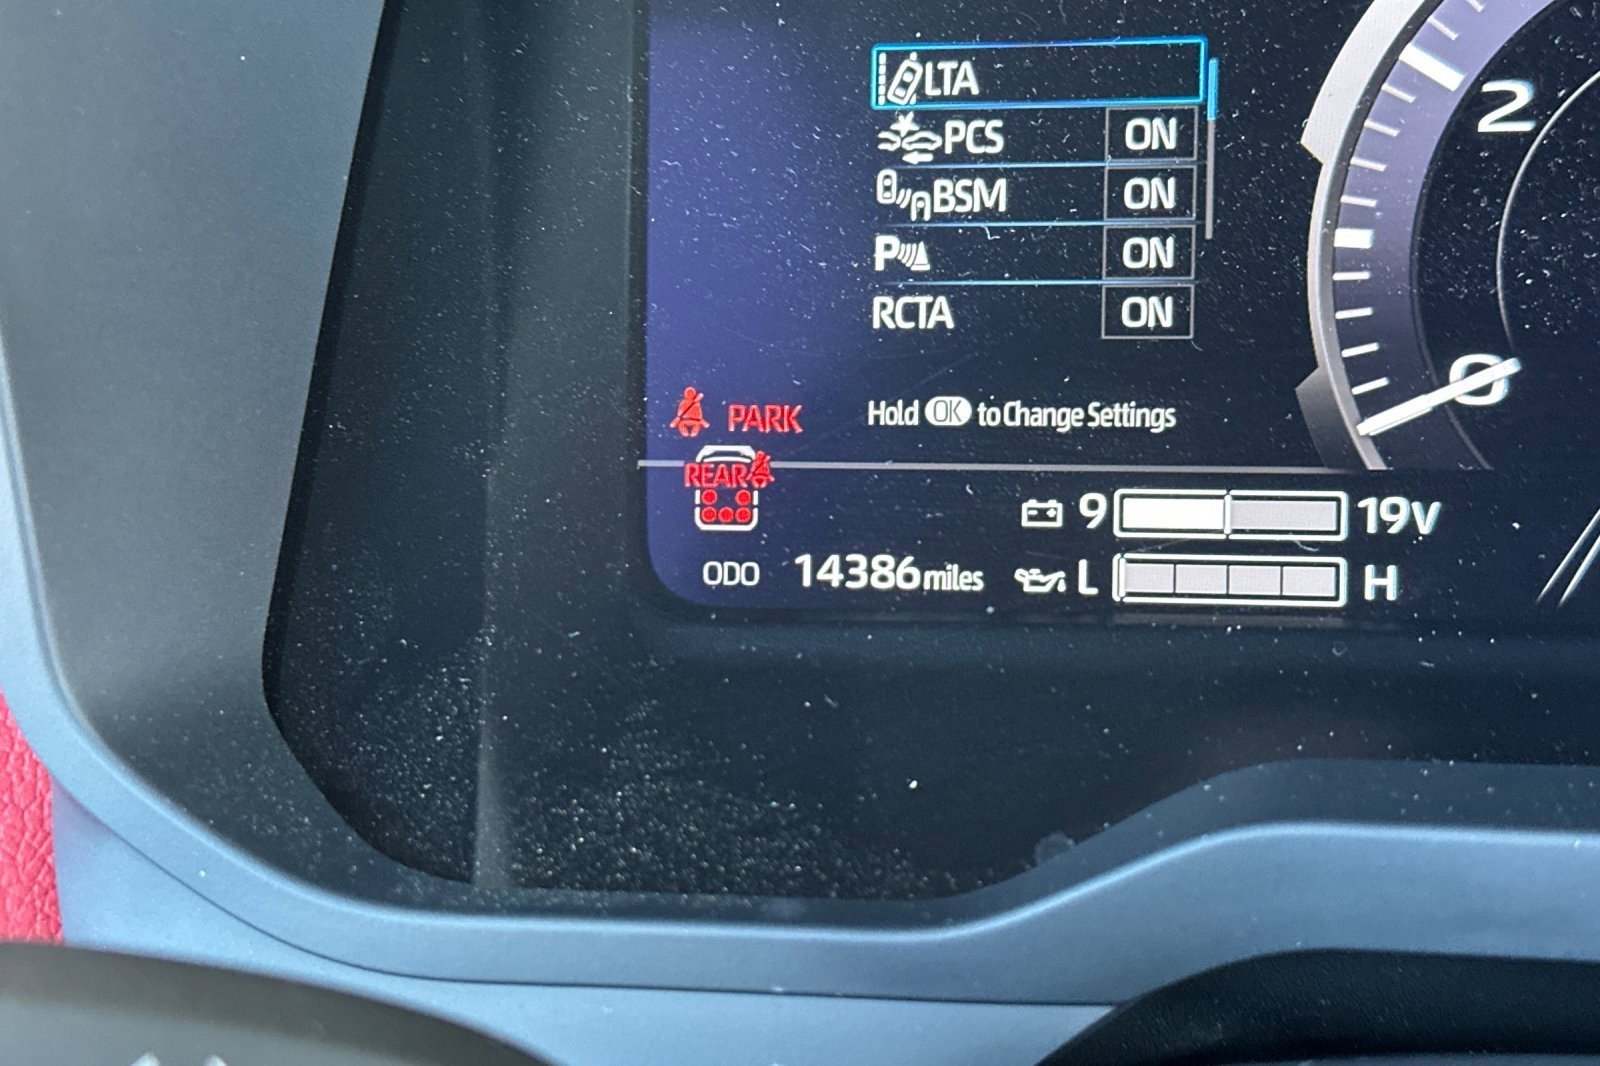 LTA
PCS ON
BSM ON
P ON
RCTA ON
2
0
Hold OK to Change Settings
PARK
REAR
9 19V
ODO 14386 miles
L H